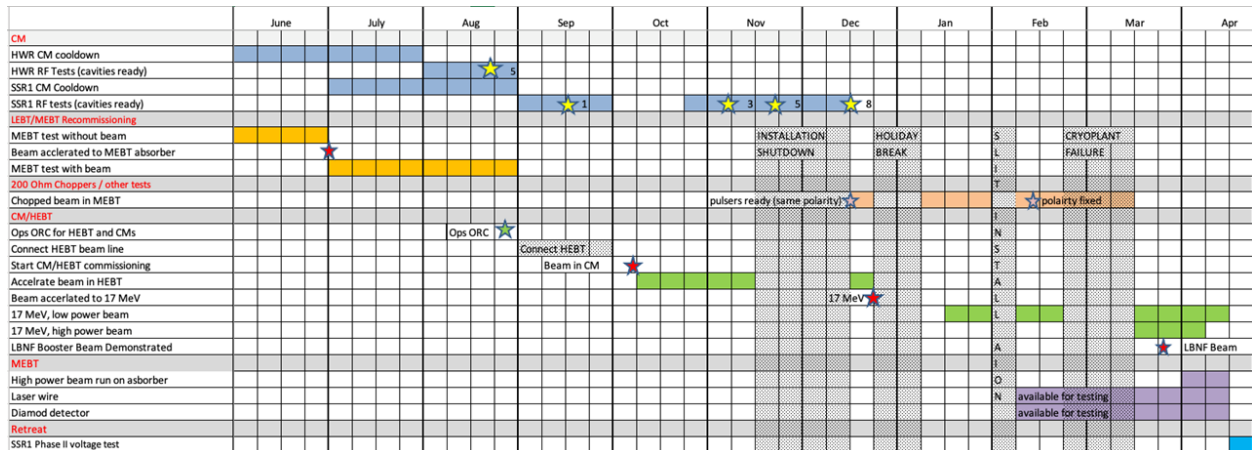 June July Aug Sep Oct Nov Dec Jan Feb Mar Apr
CM
HWR CM cooldown
HWR RF Tests (cavities ready) 5
SSR1 CM Cooldown
SSR1 RF tests (cavities ready) 1 3 5 8
LEBT/MEBT Recommissioning
MEBT test without beam INSTALLATION HOLIDAY S CRYOPLANT
Beam acclerated to MEBT absorber SHUTDOWN BREAK L FAILURE
MEBT test with beam I
200 Ohm Choppers / other tests T
Chopped beam in MEBT pulsers ready (same polarity) polairty fixed
CM/HEBT I
Ops ORC for HEBT and CMs Ops ORC N
Connect HEBT beam line Connect HEBT S
Start CM/HEBT commissioning Beam in CM T
Accelrate beam in HEBT A
Beam accerlated to 17 MeV 17 MeV L
17 MeV, low power beam L
17 MeV, high power beam
LBNF Booster Beam Demonstrated A LBNF Beam
MEBT I
High power beam run on asborber O
Laser wire N available for testing
Diamod detector available for testing
Retreat
SSR1 Phase II voltage test